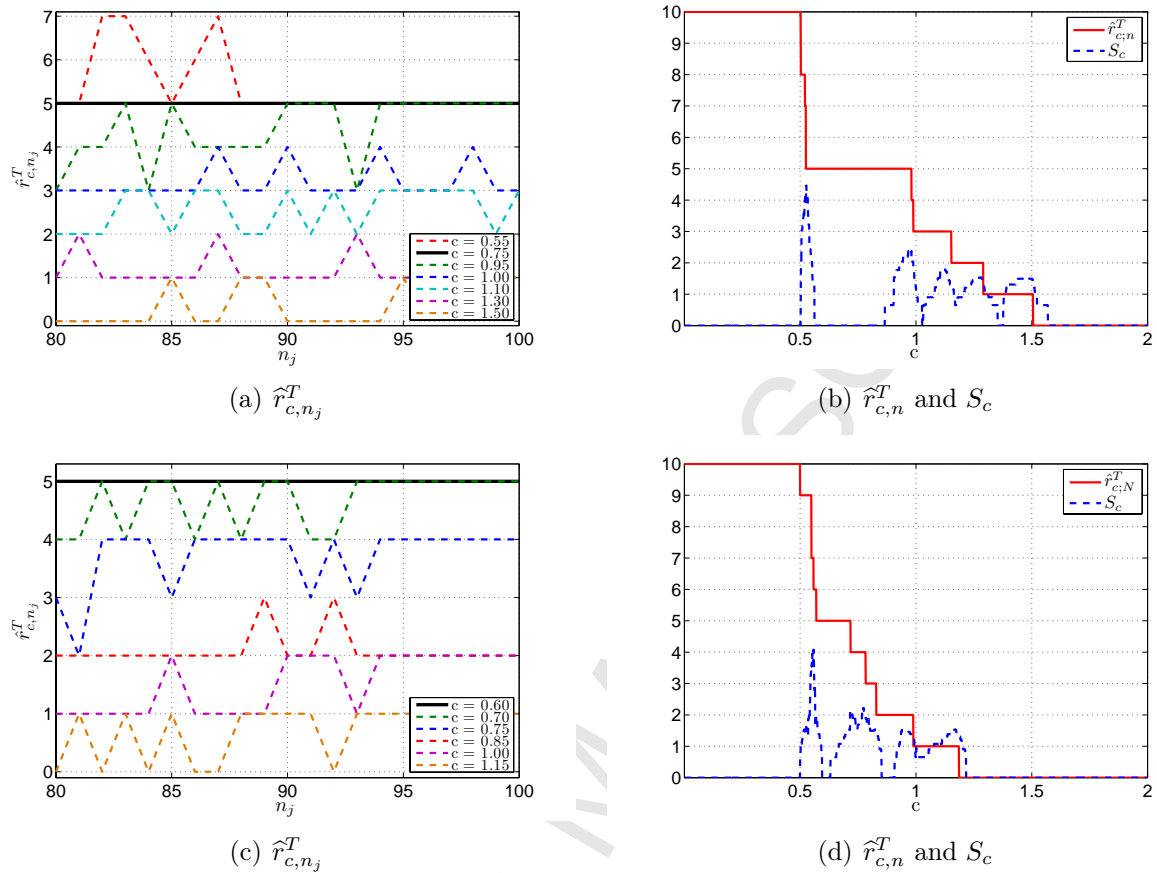 7
6
5
4
3
2
1
0
80 85 90 95 100
n_j
r̂^T_{c,n_j}
c = 0.55
c = 0.75
c = 0.95
c = 1.00
c = 1.10
c = 1.30
c = 1.50
(a) r̂^T_{c,n_j}
10
9
8
7
6
5
4
3
2
1
0
0.5 1 1.5 2
c
r̂^T_{c;n}
S_c
(b) r̂^T_{c,n} and S_c
5
4
3
2
1
0
80 85 90 95 100
n_j
r̂^T_{c,n_j}
c = 0.60
c = 0.70
c = 0.75
c = 0.85
c = 1.00
c = 1.15
(c) r̂^T_{c,n_j}
10
9
8
7
6
5
4
3
2
1
0
0.5 1 1.5 2
c
r̂^T_{c;N}
S_c
(d) r̂^T_{c,n} and S_c